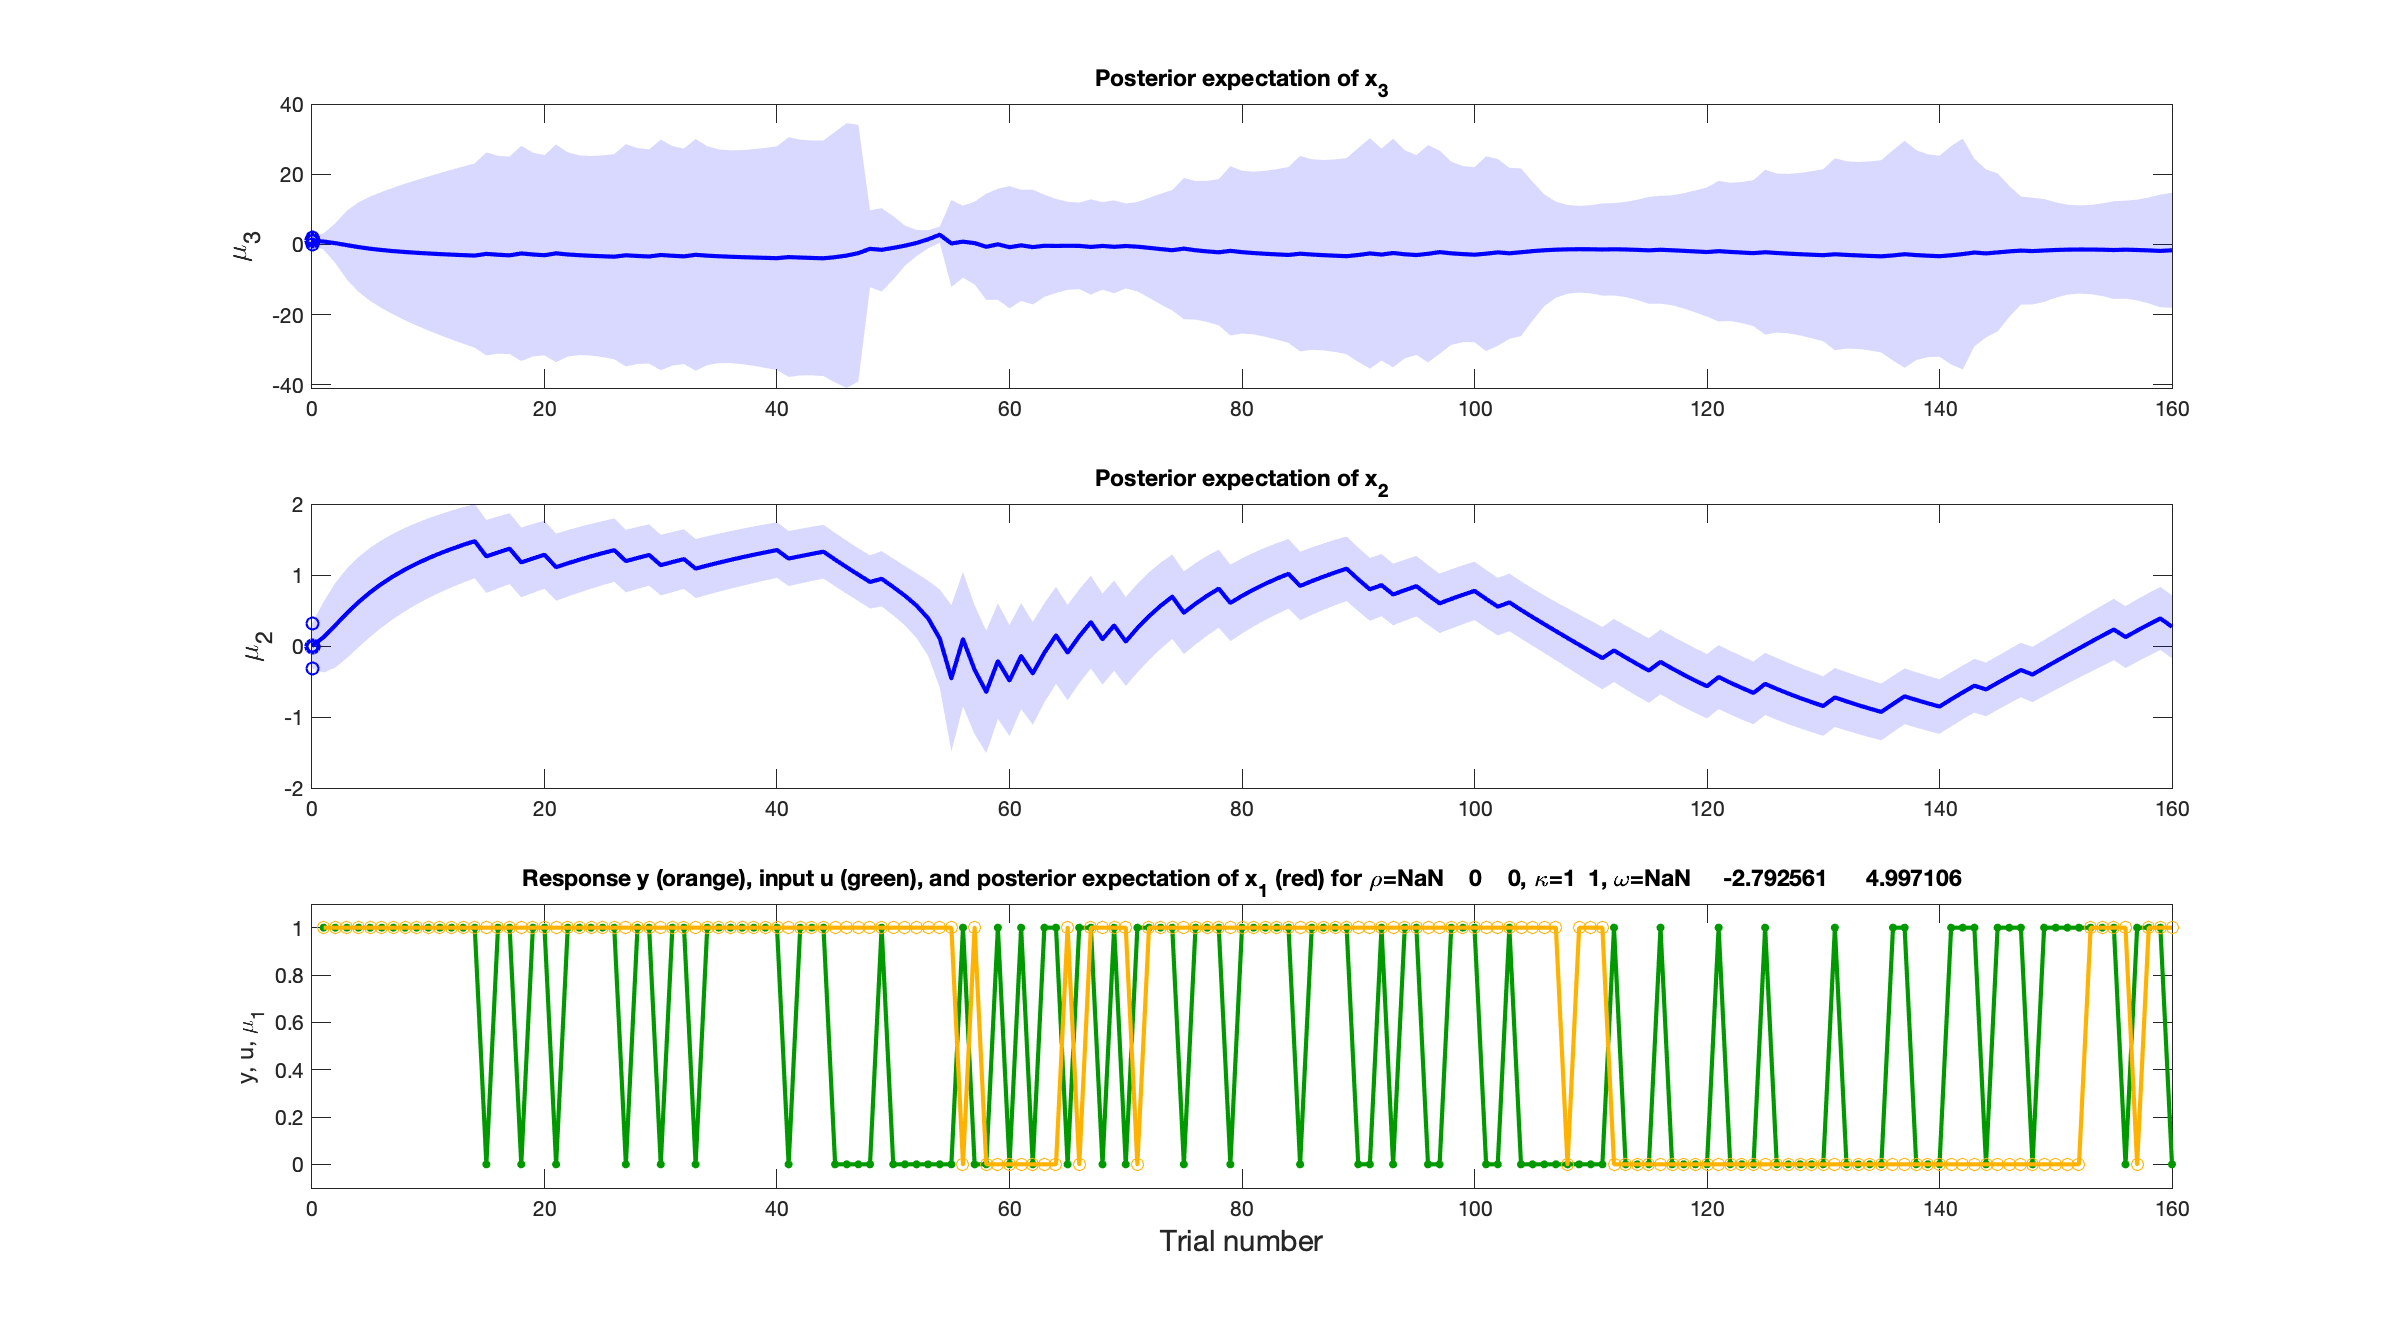 Posterior expectation of x₃
40
20
0
-20
-40
μ₃
0 20 40 60 80 100 120 140 160
Posterior expectation of x₂
2
1
0
-1
-2
μ₂
0 20 40 60 80 100 120 140 160
Response y (orange), input u (green), and posterior expectation of x₁ (red) for ρ=NaN 0 0, κ=1 1, ω=NaN -2.792561 4.997106
1
0.8
0.6
0.4
0.2
0
y, u, μ₁
0 20 40 60 80 100 120 140 160
Trial number